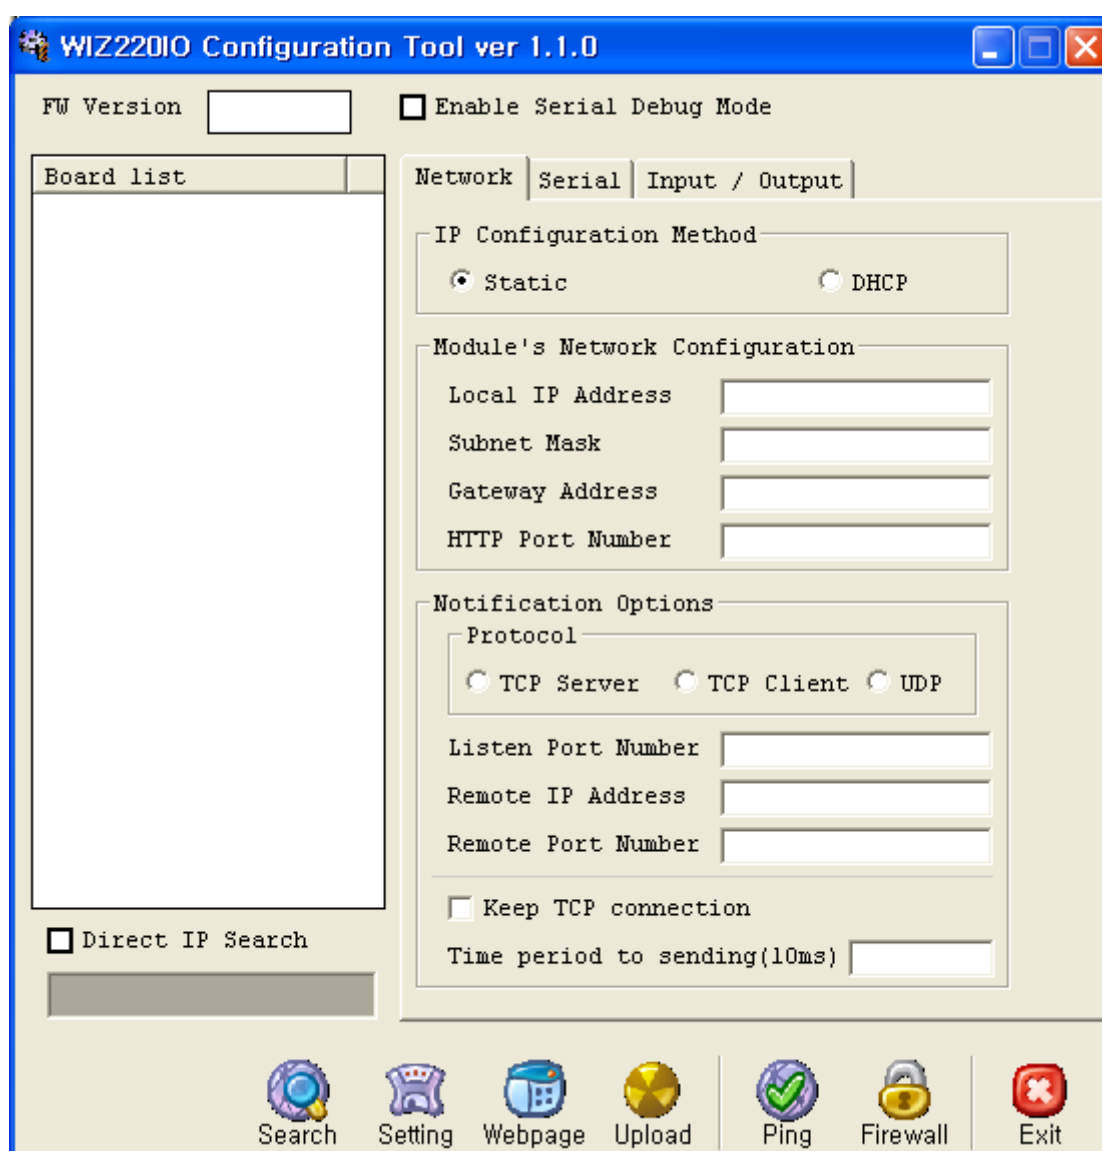 WIZ220IO Configuration Tool ver 1.1.0
FW Version
Enable Serial Debug Mode
Board list
Network Serial Input / Output
IP Configuration Method
Static DHCP
Module's Network Configuration
Local IP Address
Subnet Mask
Gateway Address
HTTP Port Number
Notification Options
Protocol
TCP Server TCP Client UDP
Listen Port Number
Remote IP Address
Remote Port Number
Keep TCP connection
Time period to sending(10ms)
Direct IP Search
Search Setting Webpage Upload Ping Firewall Exit